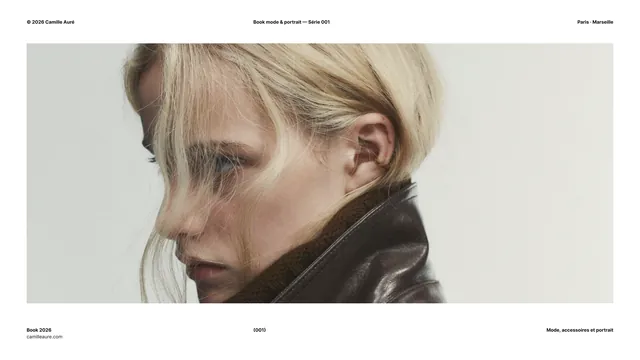 © 2026 Camille Auré
Book mode & portrait — Série 001
Paris · Marseille
Book 2026
camilleaure.com
(001)
Mode, accessoires et portrait